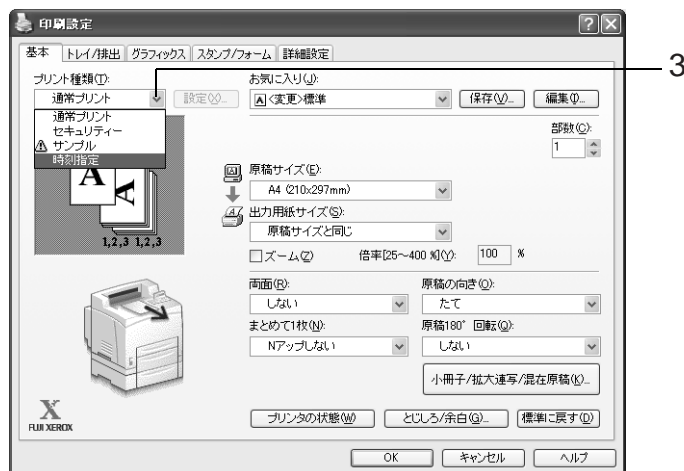 印刷設定
基本 トレイ/排出 グラフィックス スタンプ/フォーム 詳細設定
3
プリント種類(T):
通常プリント 設定(X)...
通常プリント
セキュリティー
サンプル
時刻指定
A A
1,2,3 1,2,3
お気に入り(J):
A <変更>標準 保存(V)... 編集(I)...
部数(C):
1
原稿サイズ(E):
A4 (210x297mm)
出力用紙サイズ(S):
原稿サイズと同じ
ズーム(Z) 倍率[25～400 %](Y): 100 %
両面(R): 原稿の向き(O):
しない たて
まとめて1枚(N): 原稿180° 回転(Q):
Nアップしない しない
小冊子/拡大連写/混在原稿(K)...
X
FUJI XEROX
プリンタの状態(W) とじしろ/余白(G)... 標準に戻す(D)
OK キャンセル ヘルプ